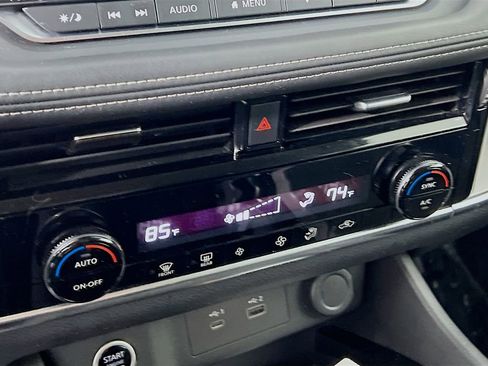 AUDIO MENU
85°F 74°F
AUTO
ON-OFF
SYNC
A/C
FRONT REAR
START